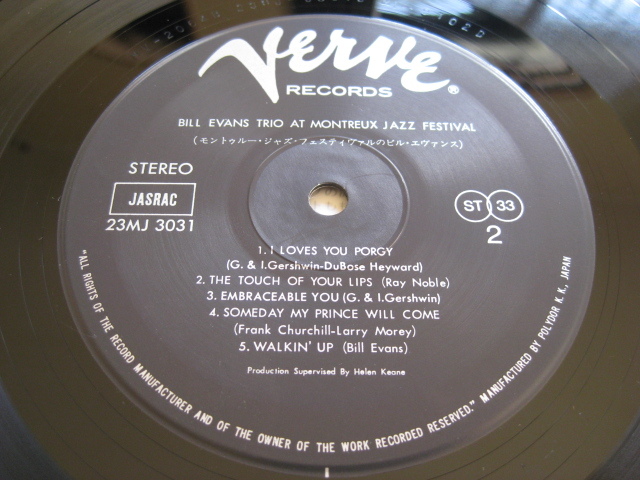 Verve
RECORDS®
BILL EVANS TRIO AT MONTREUX JAZZ FESTIVAL
(モントゥルー・ジャズ・フェスティヴァルのビル・エヴァンス)
STEREO
JASRAC
23MJ 3031
ST 33
2
1. I LOVES YOU PORGY
(G. & I.Gershwin-DuBose Heyward)
2. THE TOUCH OF YOUR LIPS (Ray Noble)
3. EMBRACEABLE YOU (G. & I.Gershwin)
4. SOMEDAY MY PRINCE WILL COME
(Frank Churchill-Larry Morey)
5. WALKIN' UP (Bill Evans)
Production Supervised By Helen Keane
"ALL RIGHTS OF THE RECORD MANUFACTURER AND OF THE OWNER OF THE WORK RECORDED RESERVED." MANUFACTURED BY POLYDOR K. K., JAPAN